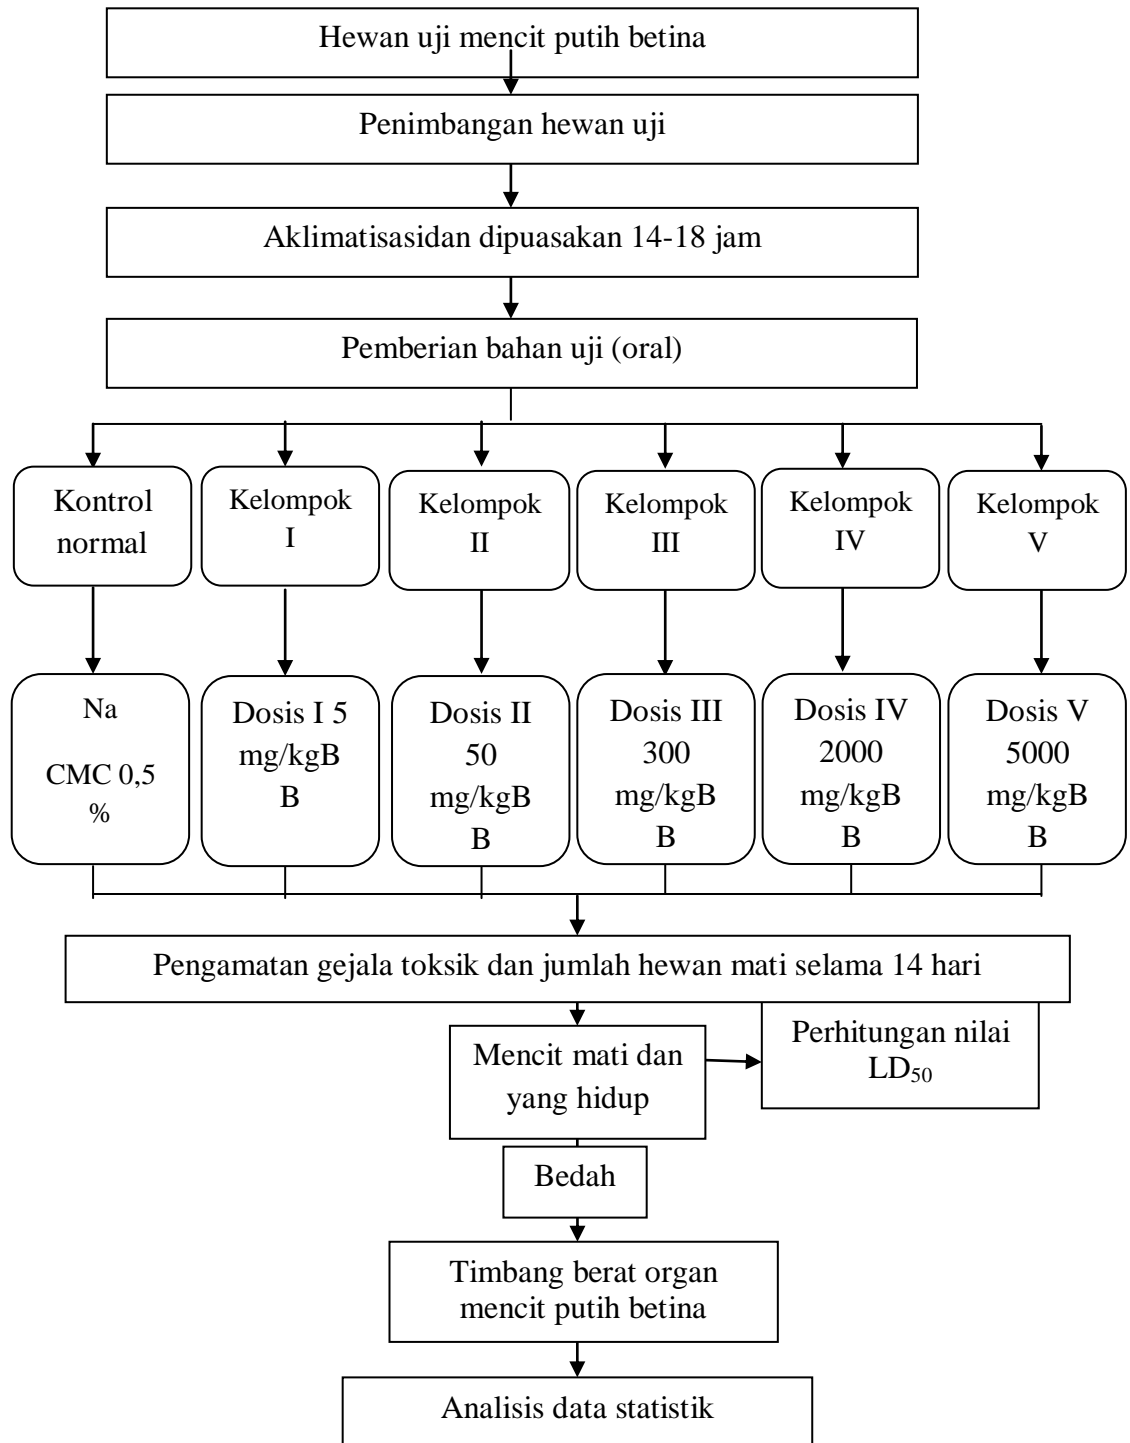 Hewan uji mencit putih betina
Penimbangan hewan uji
Aklimatisasidan dipuasakan 14-18 jam
Pemberian bahan uji (oral)
Kontrol
normal
Kelompok
I
Kelompok
II
Kelompok
III
Kelompok
IV
Kelompok
V
Na
CMC 0,5
%
Dosis I 5
mg/kgB
B
Dosis II
50
mg/kgB
B
Dosis III
300
mg/kgB
B
Dosis IV
2000
mg/kgB
B
Dosis V
5000
mg/kgB
B
Pengamatan gejala toksik dan jumlah hewan mati selama 14 hari
Mencit mati dan
yang hidup
Perhitungan nilai
LD₅₀
Bedah
Timbang berat organ
mencit putih betina
Analisis data statistik